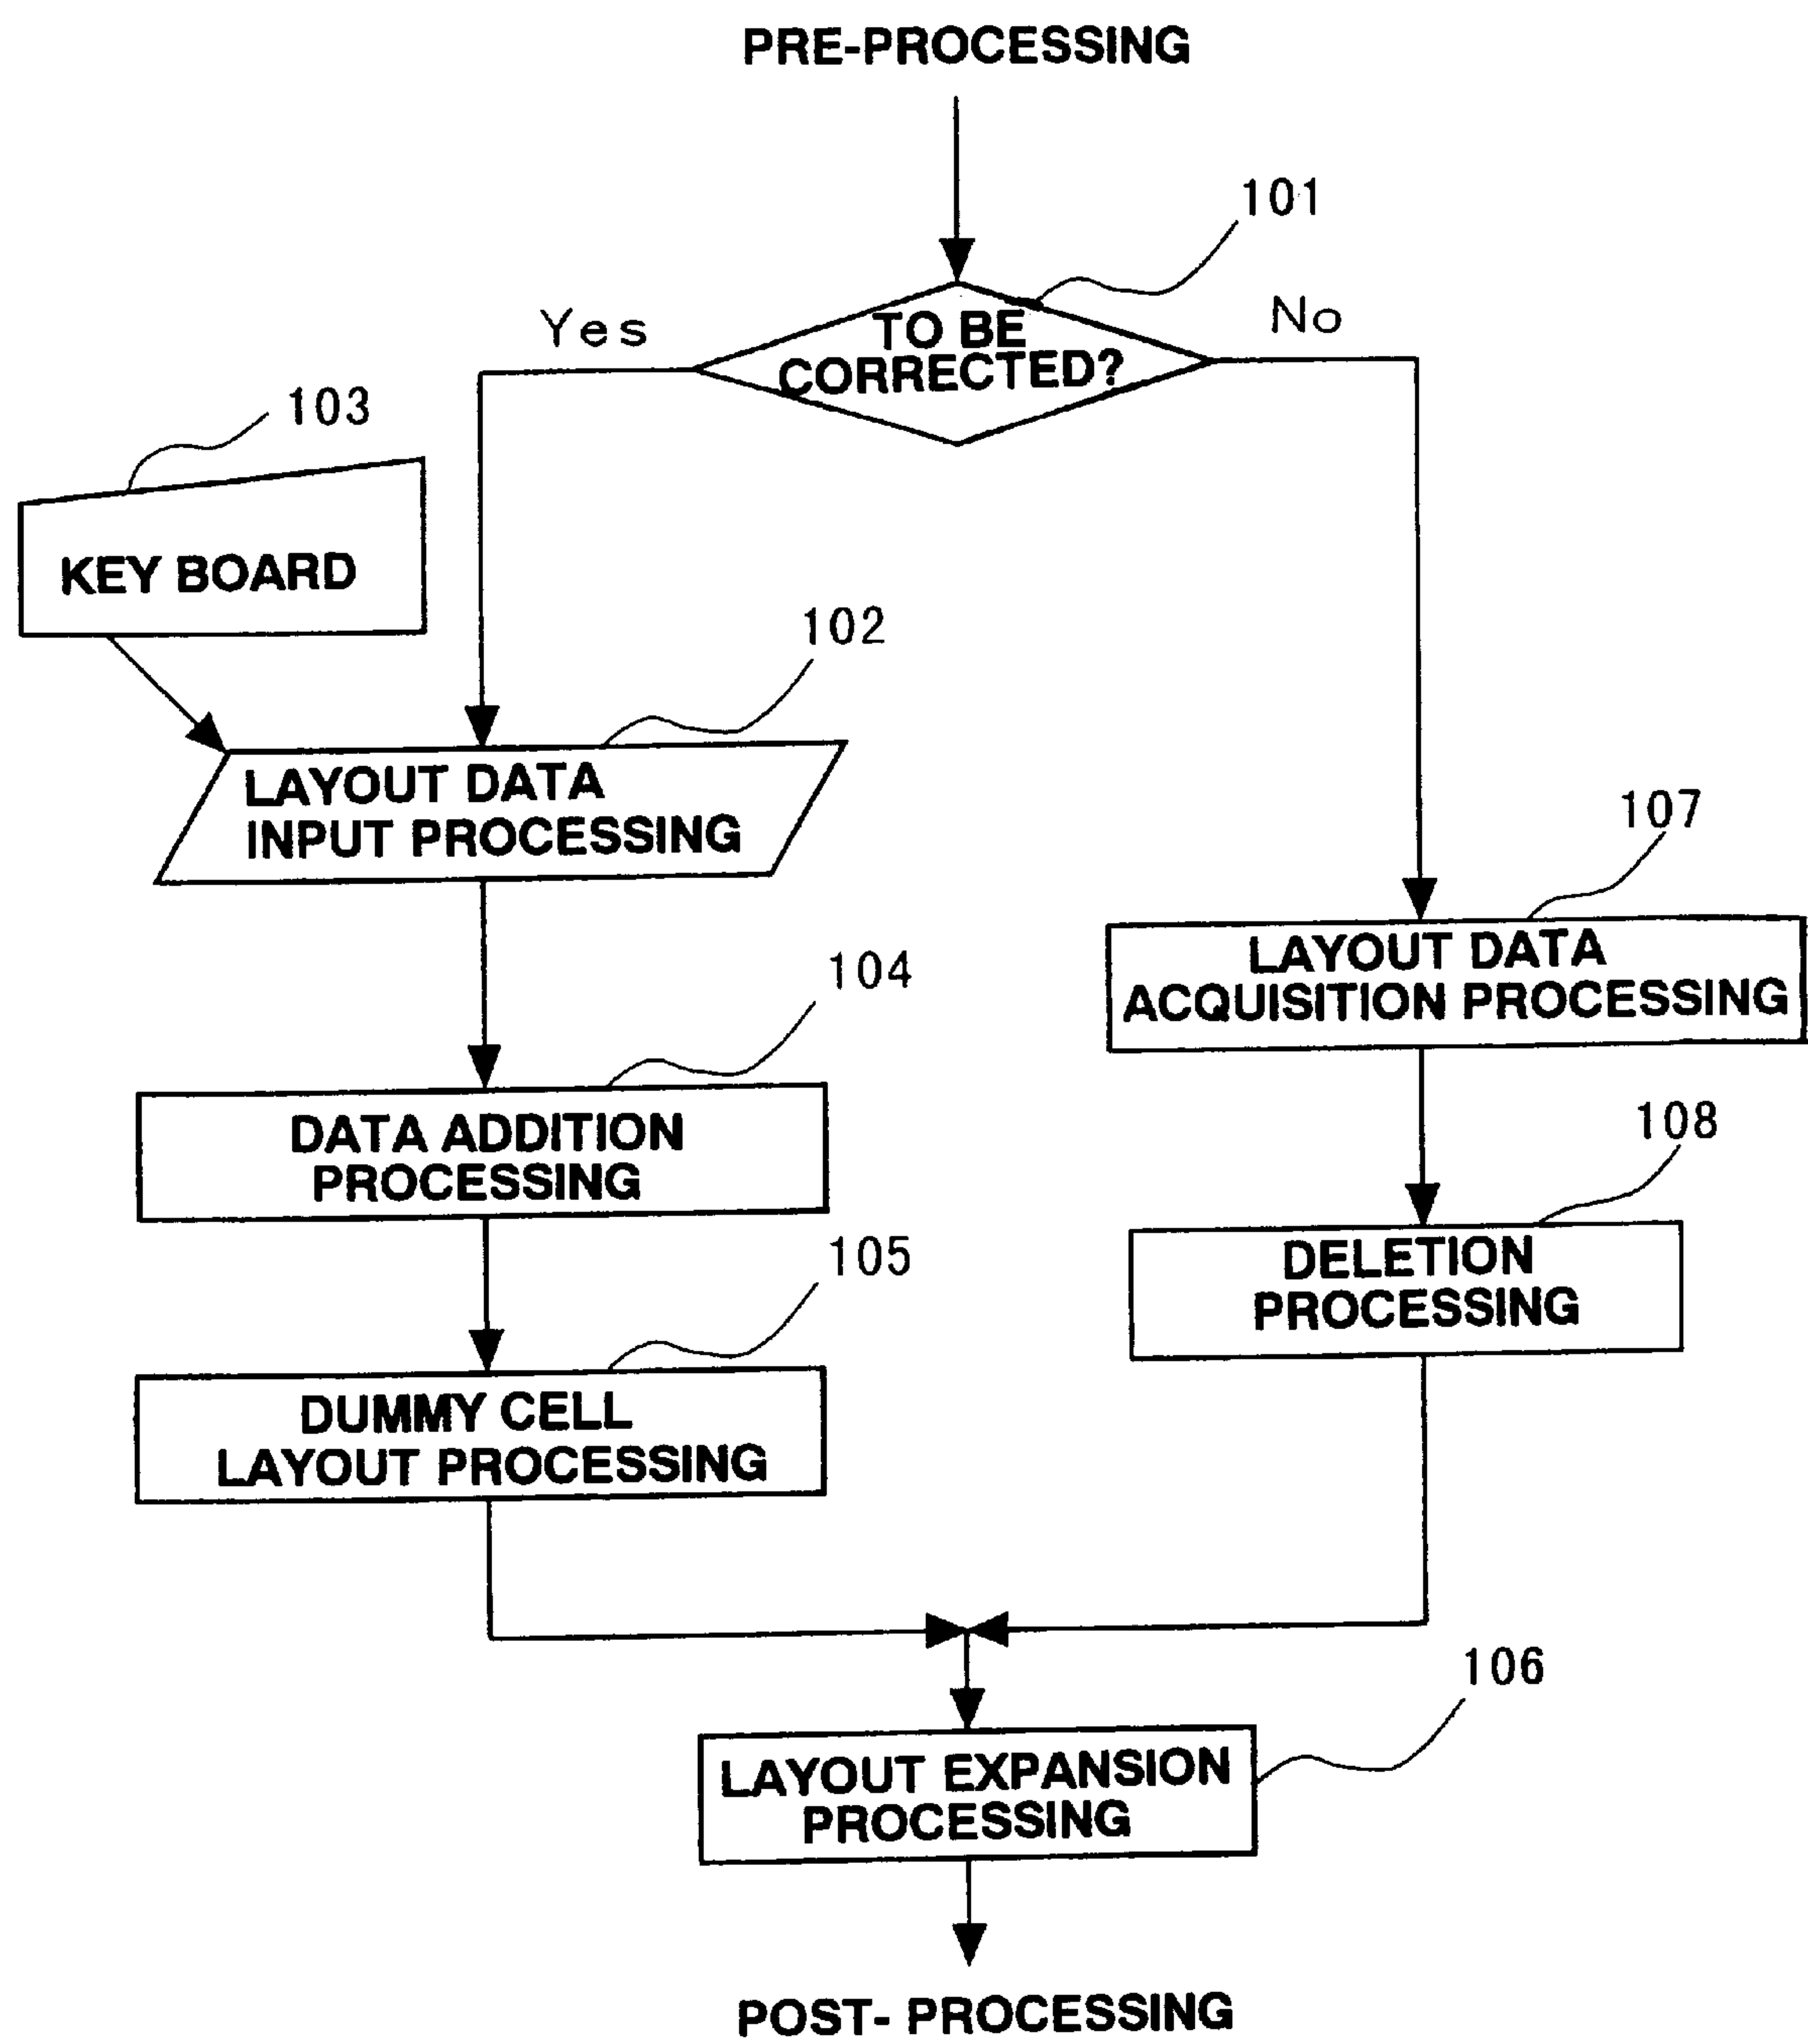 PRE-PROCESSING
101
Yes
No
TO BE
CORRECTED?
103
KEY BOARD
102
LAYOUT DATA
INPUT PROCESSING
107
LAYOUT DATA
ACQUISITION PROCESSING
104
DATA ADDITION
PROCESSING
108
DELETION
PROCESSING
105
DUMMY CELL
LAYOUT PROCESSING
106
LAYOUT EXPANSION
PROCESSING
POST- PROCESSING